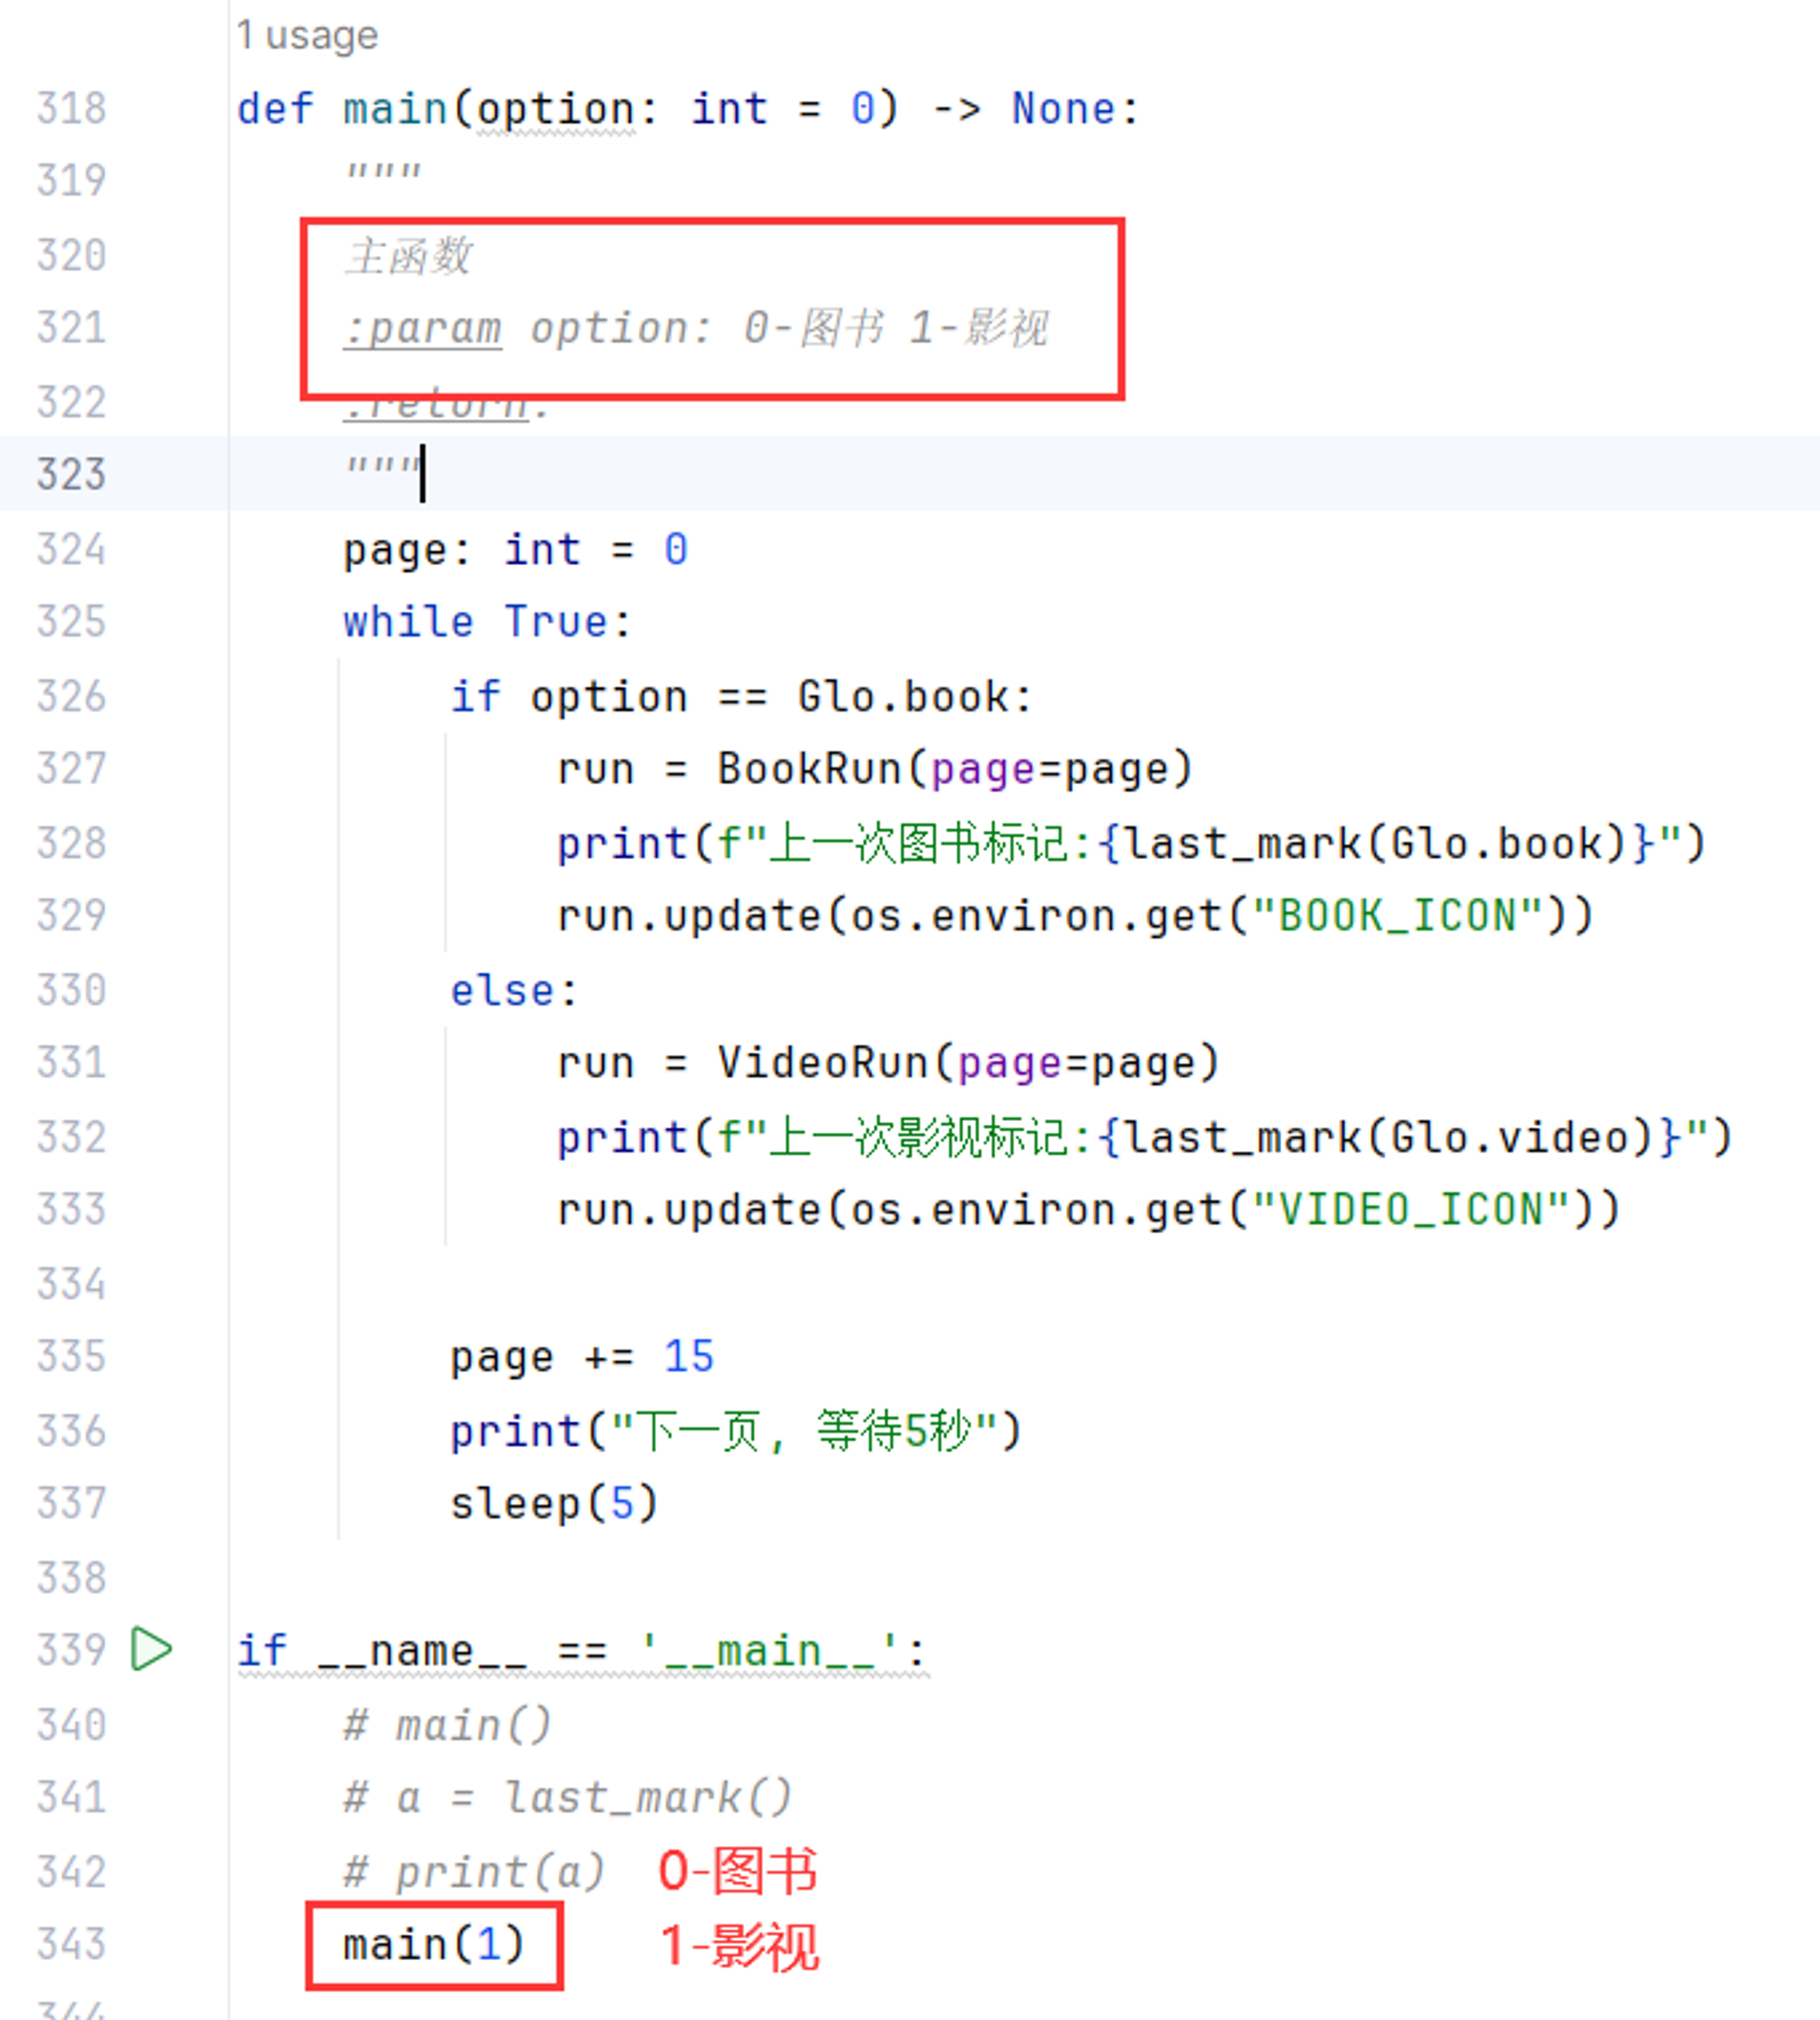 1 usage
318 def main(option: int = 0) -> None:
319 """
320 主函数
321 :param option: 0-图书 1-影视
322 :return:
323 """
324 page: int = 0
325 while True:
326 if option == Glo.book:
327 run = BookRun(page=page)
328 print(f"上一次图书标记:{last_mark(Glo.book)}")
329 run.update(os.environ.get("BOOK_ICON"))
330 else:
331 run = VideoRun(page=page)
332 print(f"上一次影视标记:{last_mark(Glo.video)}")
333 run.update(os.environ.get("VIDEO_ICON"))
334
335 page += 15
336 print("下一页, 等待5秒")
337 sleep(5)
338
339 if __name__ == '__main__':
340 # main()
341 # a = last_mark()
342 # print(a) 0-图书
343 main(1) 1-影视
344